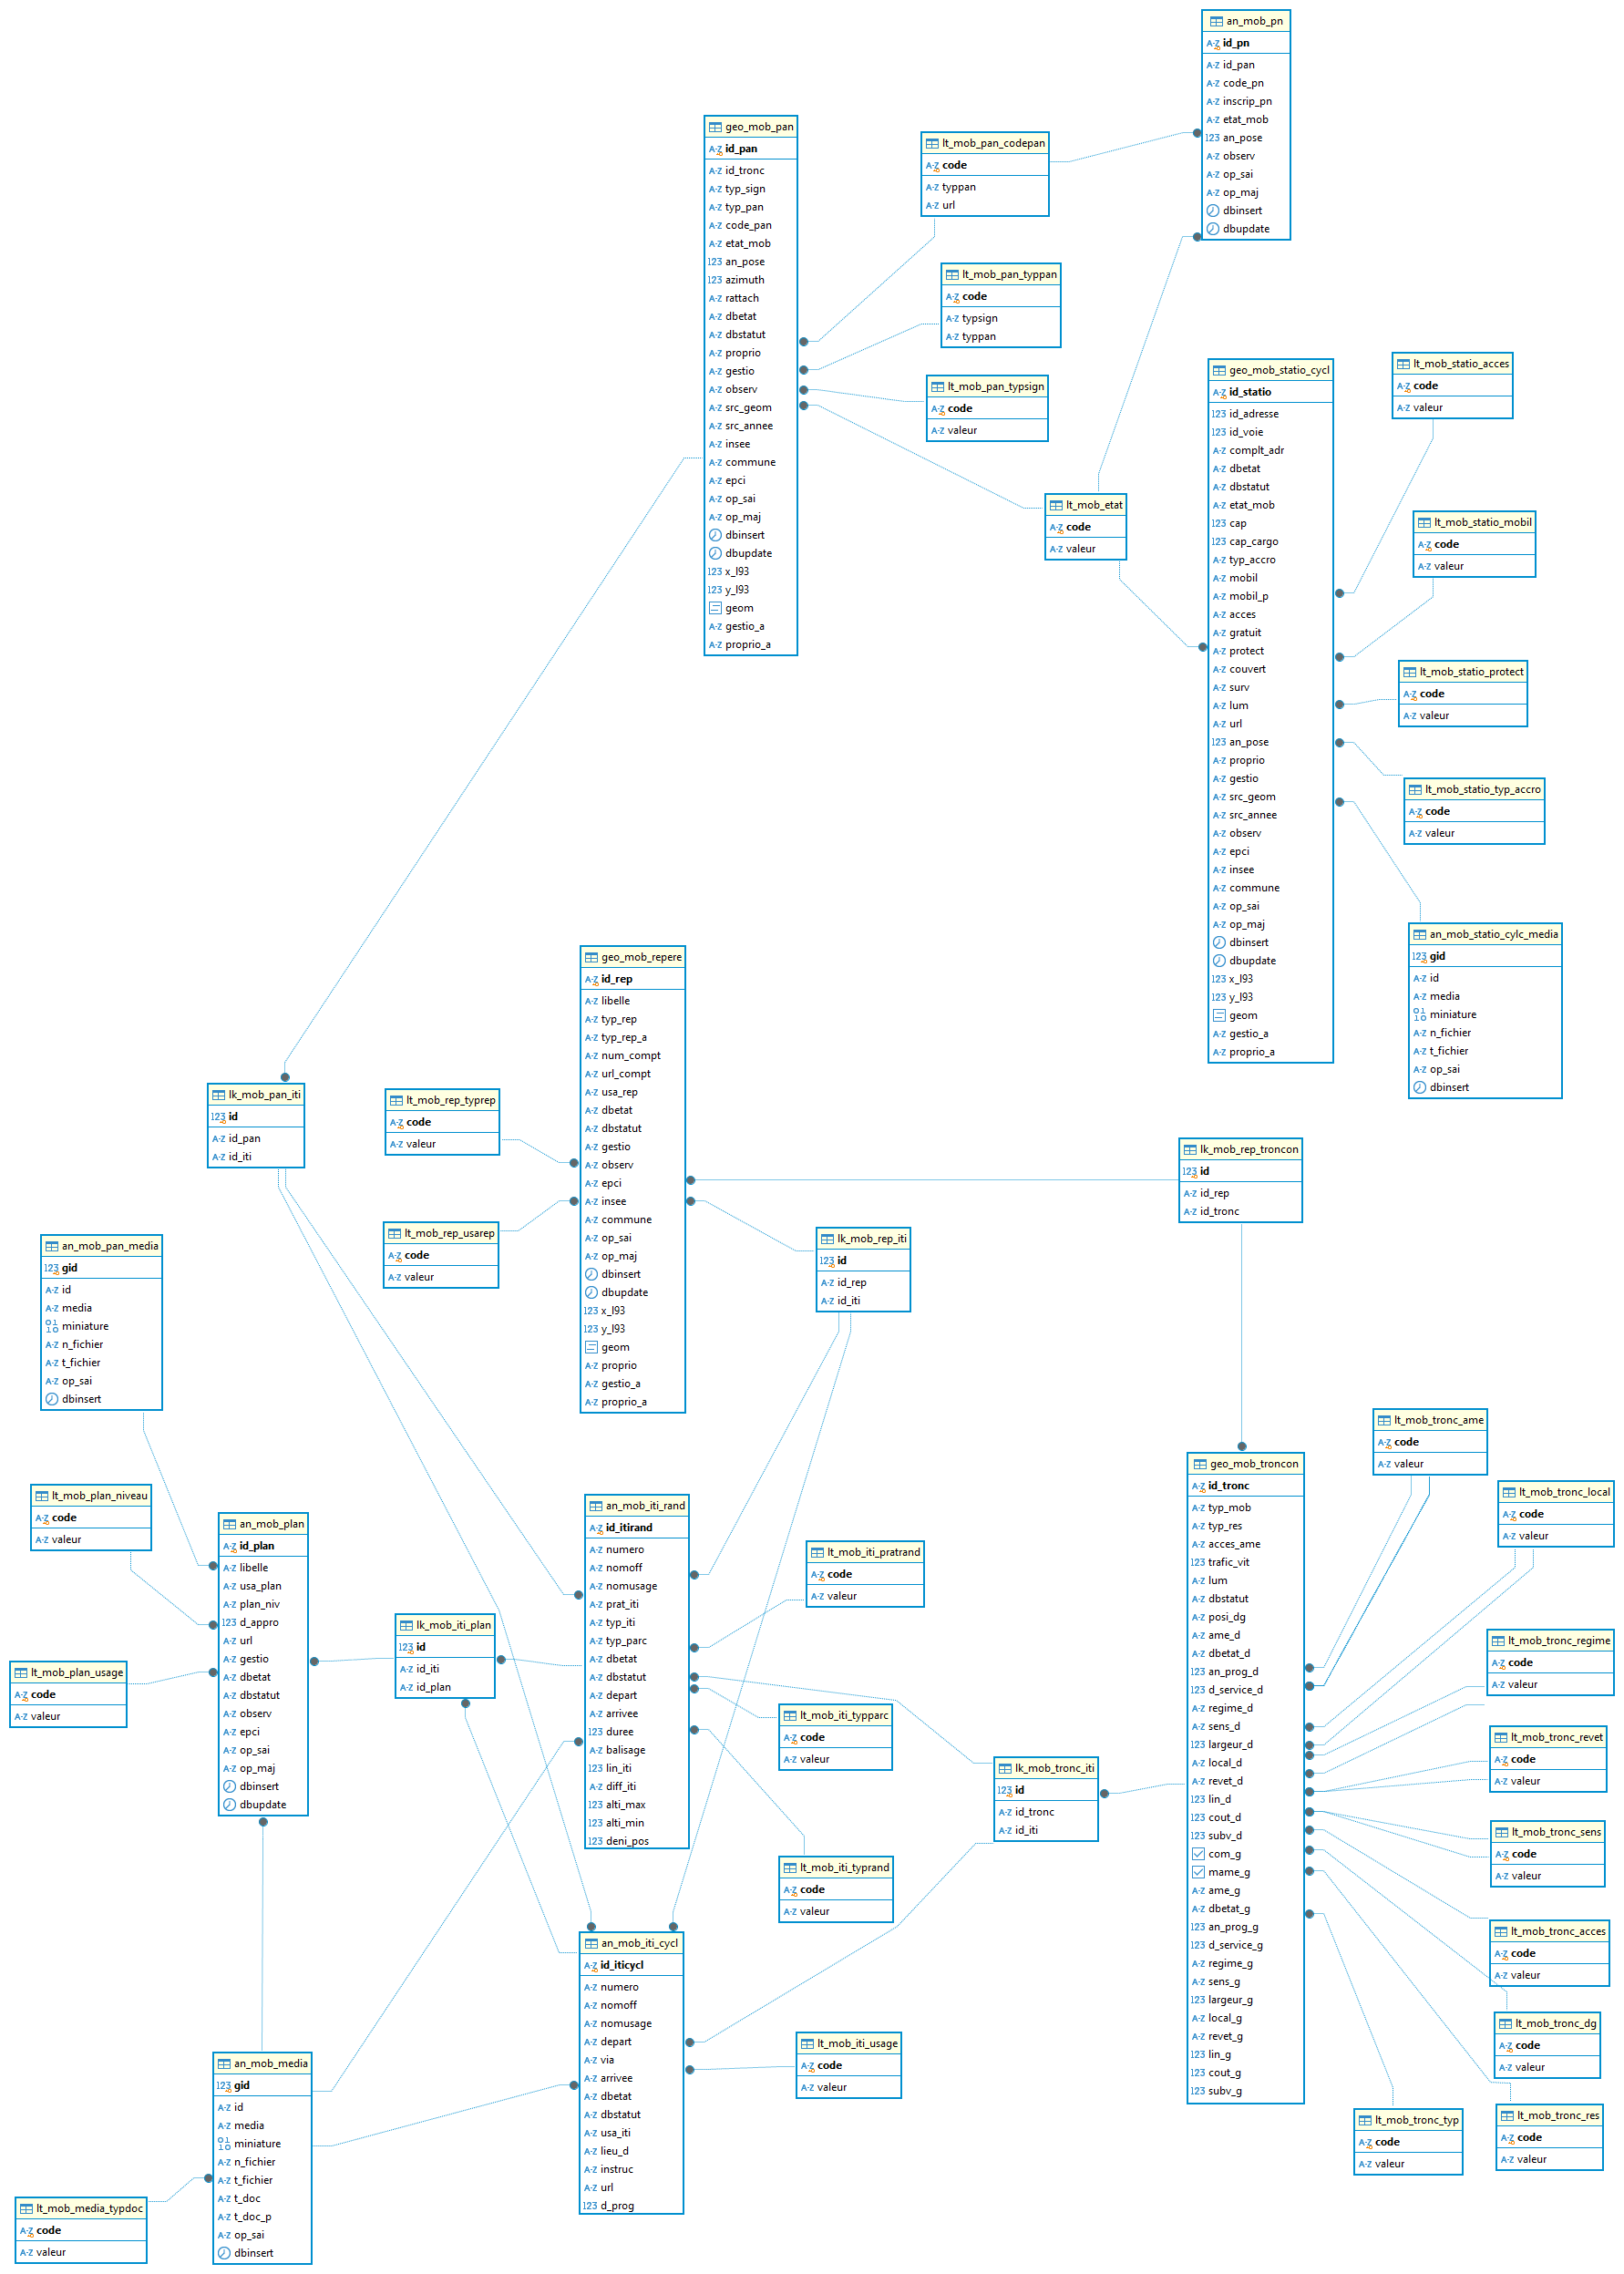 an_mob_pn
id_pn
id_pan
code_pn
inscrip_pn
etat_mob
an_pose
observ
op_sai
op_maj
dbinsert
dbupdate
geo_mob_pan
id_pan
id_tronc
typ_sign
typ_pan
code_pan
etat_mob
an_pose
azimuth
rattach
dbetat
dbstatut
proprio
gestio
observ
src_geom
src_annee
insee
commune
epci
op_sai
op_maj
dbinsert
dbupdate
x_l93
y_l93
geom
gestio_a
proprio_a
lt_mob_pan_codepan
code
typpan
url
lt_mob_pan_typpan
code
typsign
typpan
lt_mob_pan_typsign
code
valeur
lt_mob_etat
code
valeur
geo_mob_statio_cycl
id_statio
id_adresse
id_voie
complt_adr
dbetat
dbstatut
etat_mob
cap
cap_cargo
typ_accro
mobil
mobil_p
acces
gratuit
protect
couvert
surv
lum
url
an_pose
proprio
gestio
src_geom
src_annee
observ
epci
insee
commune
op_sai
op_maj
dbinsert
dbupdate
x_l93
y_l93
geom
gestio_a
proprio_a
lt_mob_statio_acces
code
valeur
lt_mob_statio_mobil
code
valeur
lt_mob_statio_protect
code
valeur
lt_mob_statio_typ_accro
code
valeur
an_mob_statio_cylc_media
gid
id
media
miniature
n_fichier
t_fichier
op_sai
dbinsert
geo_mob_repere
id_rep
libelle
typ_rep
typ_rep_a
num_compt
url_compt
usa_rep
dbetat
dbstatut
gestio
observ
epci
insee
commune
op_sai
op_maj
dbinsert
dbupdate
x_l93
y_l93
geom
proprio
gestio_a
proprio_a
lk_mob_pan_iti
id
id_pan
id_iti
lt_mob_rep_typrep
code
valeur
lt_mob_rep_usarep
code
valeur
lk_mob_rep_troncon
id
id_rep
id_tronc
lk_mob_rep_iti
id
id_rep
id_iti
an_mob_pan_media
gid
id
media
miniature
n_fichier
t_fichier
op_sai
dbinsert
lt_mob_plan_niveau
code
valeur
an_mob_plan
id_plan
libelle
usa_plan
plan_niv
d_appro
url
gestio
dbetat
dbstatut
observ
epci
op_sai
op_maj
dbinsert
dbupdate
lt_mob_plan_usage
code
valeur
lk_mob_iti_plan
id
id_iti
id_plan
an_mob_iti_rand
id_itirand
numero
nomoff
nomusage
prat_iti
typ_iti
typ_parc
dbetat
dbstatut
depart
arrivee
duree
balisage
lin_iti
diff_iti
alti_max
alti_min
deni_pos
lt_mob_iti_pratrand
code
valeur
lt_mob_iti_typparc
code
valeur
lt_mob_iti_typrand
code
valeur
lk_mob_tronc_iti
id
id_tronc
id_iti
geo_mob_troncon
id_tronc
typ_mob
typ_res
acces_ame
trafic_vit
lum
dbstatut
posi_dg
ame_d
dbetat_d
an_prog_d
d_service_d
regime_d
sens_d
largeur_d
local_d
revet_d
lin_d
cout_d
subv_d
com_g
mame_g
ame_g
dbetat_g
an_prog_g
d_service_g
regime_g
sens_g
largeur_g
local_g
revet_g
lin_g
cout_g
subv_g
lt_mob_tronc_ame
code
valeur
lt_mob_tronc_local
code
valeur
lt_mob_tronc_regime
code
valeur
lt_mob_tronc_revet
code
valeur
lt_mob_tronc_sens
code
valeur
lt_mob_tronc_acces
code
valeur
lt_mob_tronc_dg
code
valeur
lt_mob_tronc_res
code
valeur
lt_mob_tronc_typ
code
valeur
an_mob_iti_cycl
id_iticycl
numero
nomoff
nomusage
depart
via
arrivee
dbetat
dbstatut
usa_iti
lieu_d
instruc
url
d_prog
lt_mob_iti_usage
code
valeur
an_mob_media
gid
id
media
miniature
n_fichier
t_fichier
t_doc
t_doc_p
op_sai
dbinsert
lt_mob_media_typdoc
code
valeur